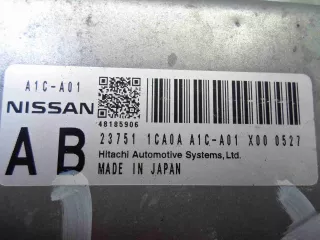 A1C-A01
NISSAN
48185906
AB
23751 1CA0A A1C-A01 X00 0527
Hitachi Automotive Systems, Ltd.
MADE IN JAPAN